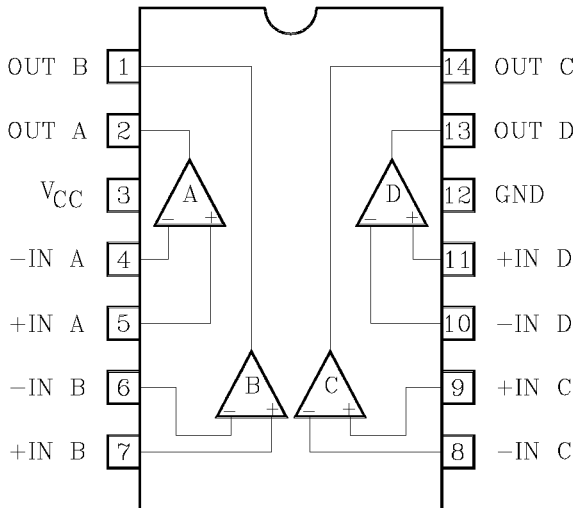 OUT B 1 14 OUT C
OUT A 2 13 OUT D
A D
VCC 3 12 GND
- + - +
-IN A 4 11 +IN D
+IN A 5 10 -IN D
-IN B 6 B C 9 +IN C
- + - +
+IN B 7 8 -IN C